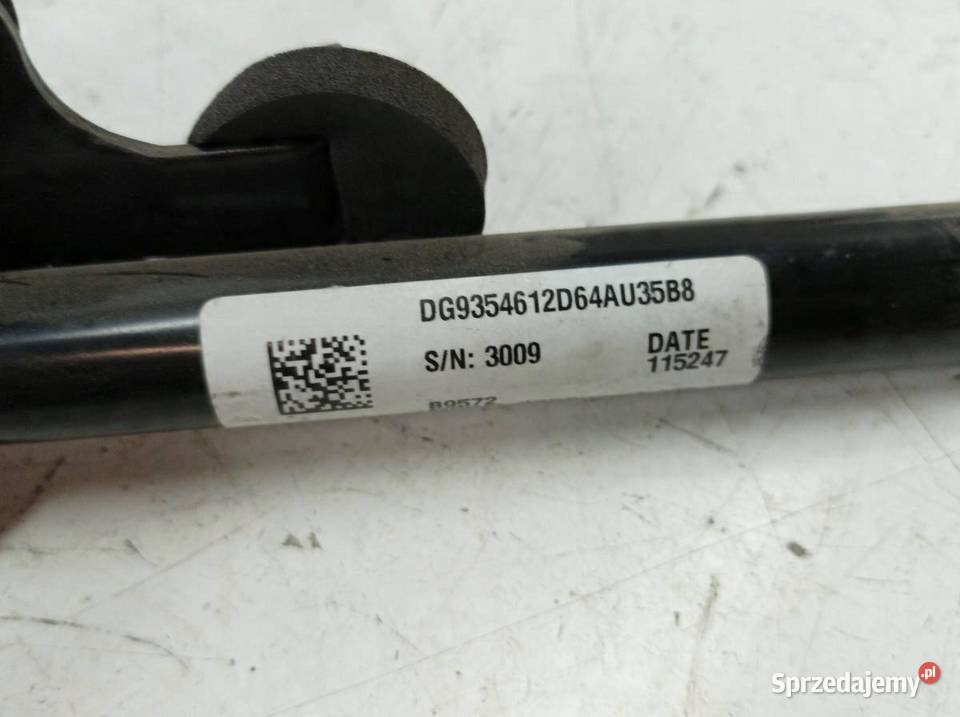 DG9354612D64AU35B8
S/N: 3009
DATE
115247
Sprzedajemy.pl